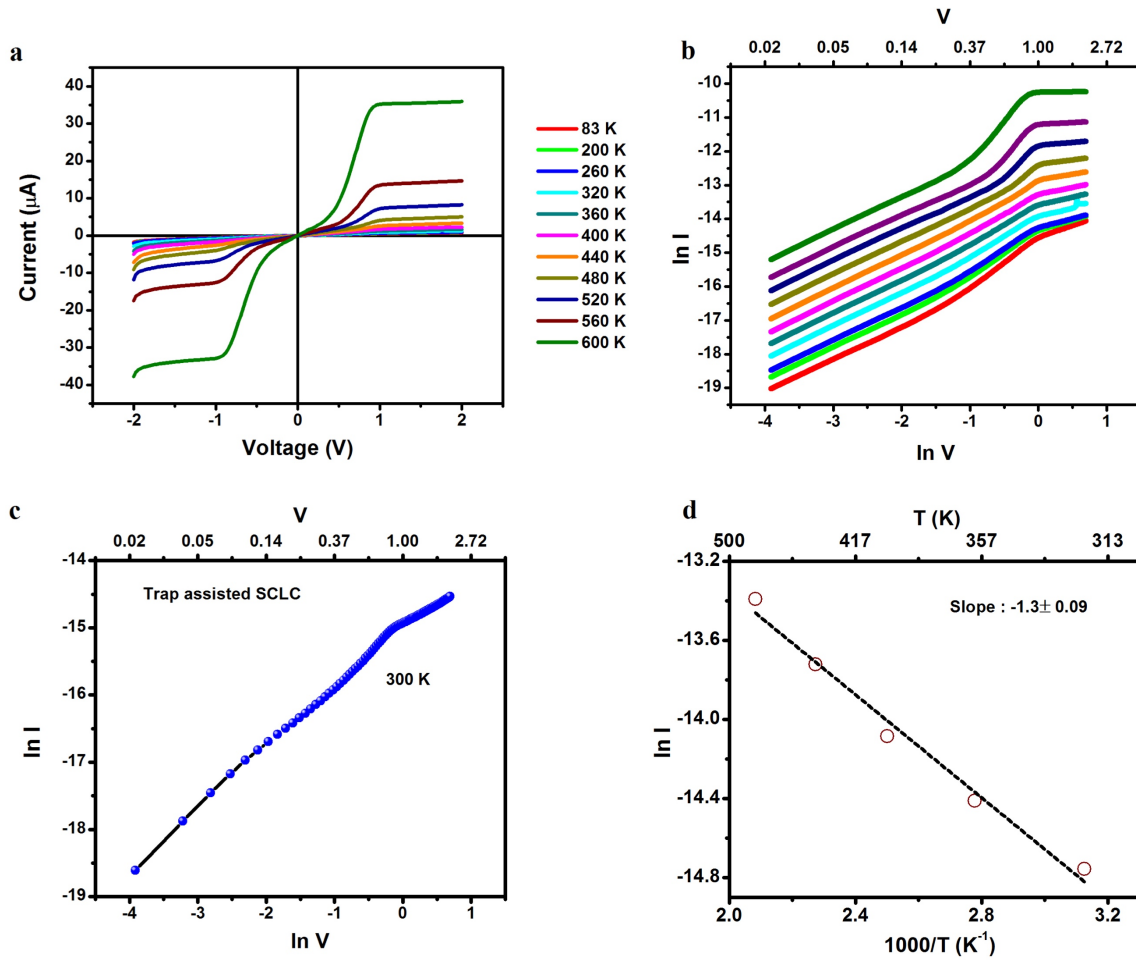 a
Current (μA)
40
30
20
10
0
-10
-20
-30
-40
-2
-1
0
1
2
Voltage (V)
83 K
200 K
260 K
320 K
360 K
400 K
440 K
480 K
520 K
560 K
600 K
b
V
0.02
0.05
0.14
0.37
1.00
2.72
ln I
-10
-11
-12
-13
-14
-15
-16
-17
-18
-19
-4
-3
-2
-1
0
1
ln V
c
V
0.02
0.05
0.14
0.37
1.00
2.72
ln I
-14
-15
-16
-17
-18
-19
Trap assisted SCLC
300 K
-4
-3
-2
-1
0
1
ln V
d
T (K)
500
417
357
313
ln I
-13.2
-13.6
-14.0
-14.4
-14.8
Slope : -1.3± 0.09
2.0
2.4
2.8
3.2
1000/T (K⁻¹)